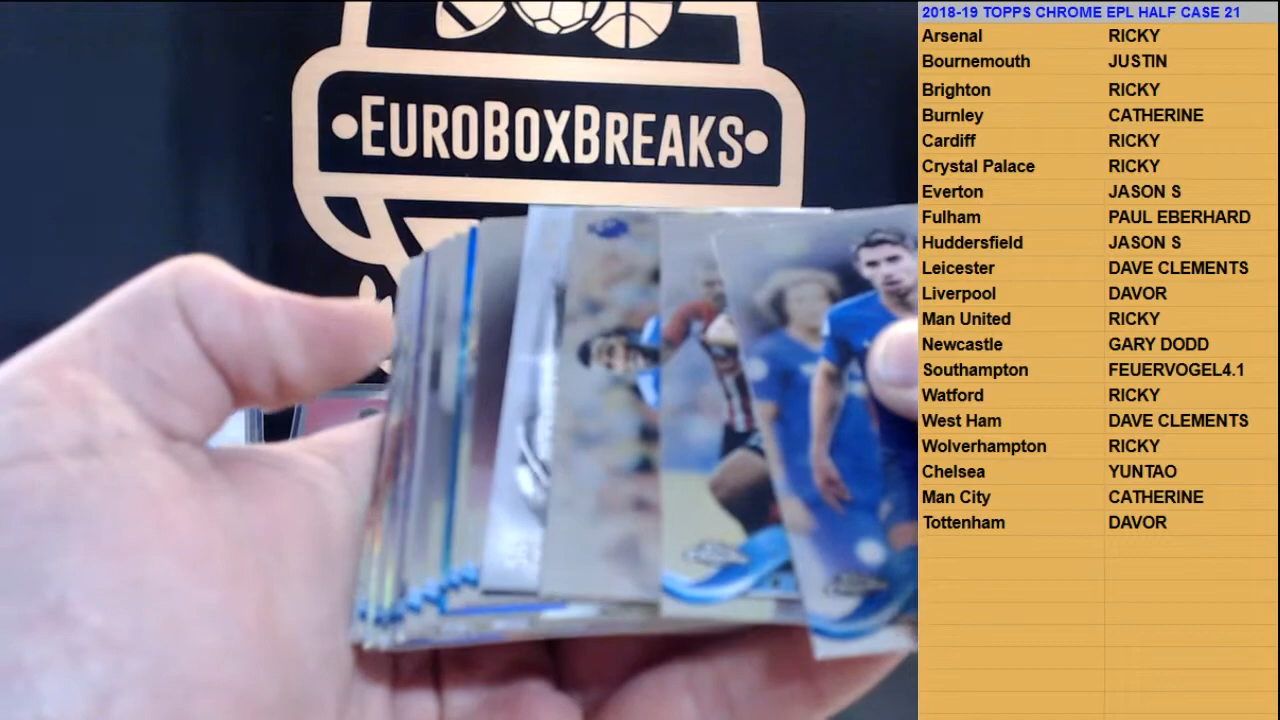 EUROBOXBREAKS
2018-19 TOPPS CHROME EPL HALF CASE 21
Arsenal RICKY
Bournemouth JUSTIN
Brighton RICKY
Burnley CATHERINE
Cardiff RICKY
Crystal Palace RICKY
Everton JASON S
Fulham PAUL EBERHARD
Huddersfield JASON S
Leicester DAVE CLEMENTS
Liverpool DAVOR
Man United RICKY
Newcastle GARY DODD
Southampton FEUERVOGEL4.1
Watford RICKY
West Ham DAVE CLEMENTS
Wolverhampton RICKY
Chelsea YUNTAO
Man City CATHERINE
Tottenham DAVOR